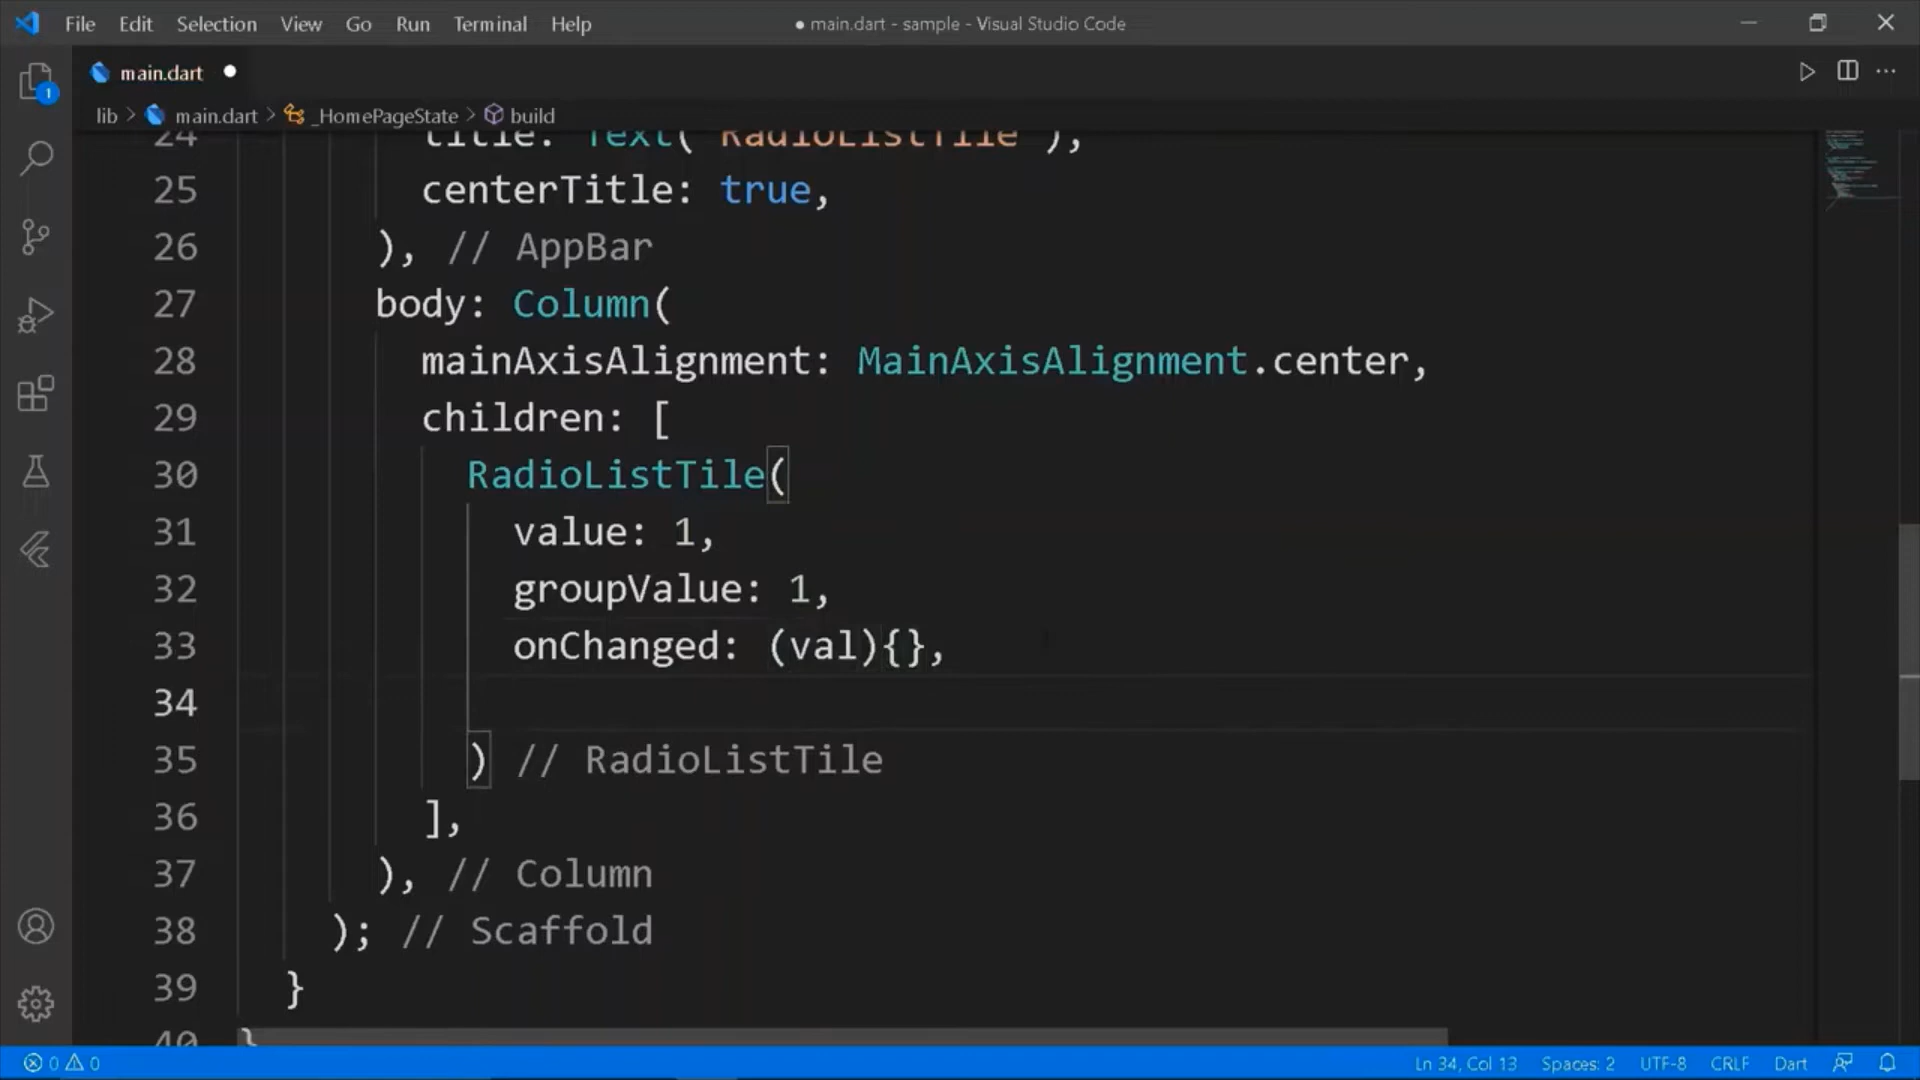 File Edit Selection View Go Run Terminal Help
● main.dart - sample - Visual Studio Code
main.dart ●
1
lib > main.dart > _HomePageState > build
24 title: Text("RadioListTile"),
25 centerTitle: true,
26 ), // AppBar
27 body: Column(
28 mainAxisAlignment: MainAxisAlignment.center,
29 children: [
30 RadioListTile(
31 value: 1,
32 groupValue: 1,
33 onChanged: (val){},
34
35 ) // RadioListTile
36 ],
37 ), // Column
38 ); // Scaffold
39 }
40 }
0 0 Ln 34, Col 13 Spaces: 2 UTF-8 CRLF Dart